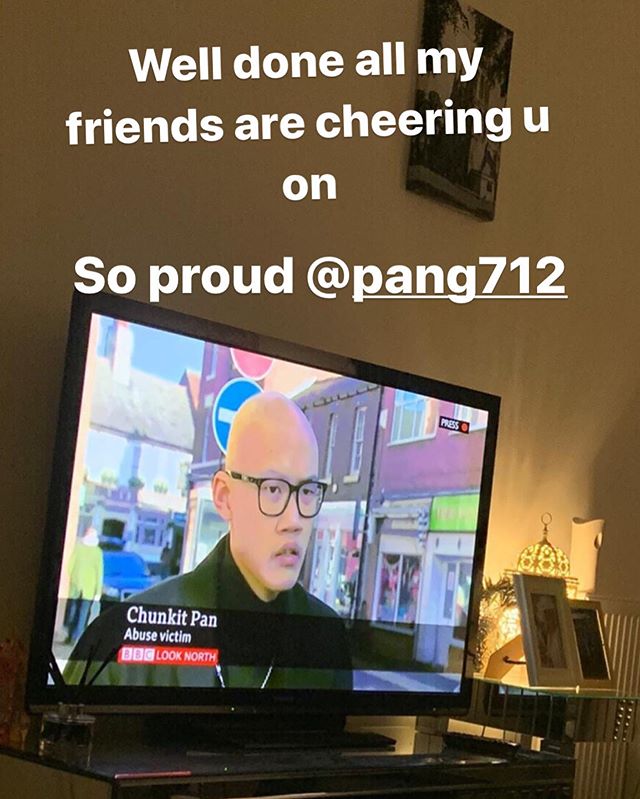 Well done all my
friends are cheering u
on
So proud @pang712
PRESS
Chunkit Pan
Abuse victim
BBC LOOK NORTH